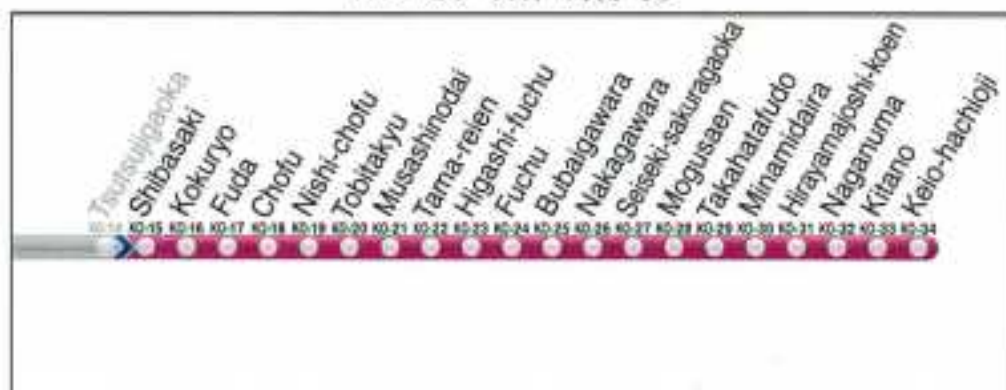 Tsutsujigaoka
Shibasaki
Kokuryo
Fuda
Chofu
Nishi-chofu
Tobitakyu
Musashinodai
Tama-reien
Higashi-fuchu
Fuchu
Bubaigawara
Nakagawara
Seiseki-sakuragaoka
Mogusaen
Takahatafudo
Minamidaira
Hirayamajoshi-koen
Naganuma
Kitano
Keio-hachioji
KO-14 KO-15 KO-16 KO-17 KO-18 KO-19 KO-20 KO-21 KO-22 KO-23 KO-24 KO-25 KO-26 KO-27 KO-28 KO-29 KO-30 KO-31 KO-32 KO-33 KO-34